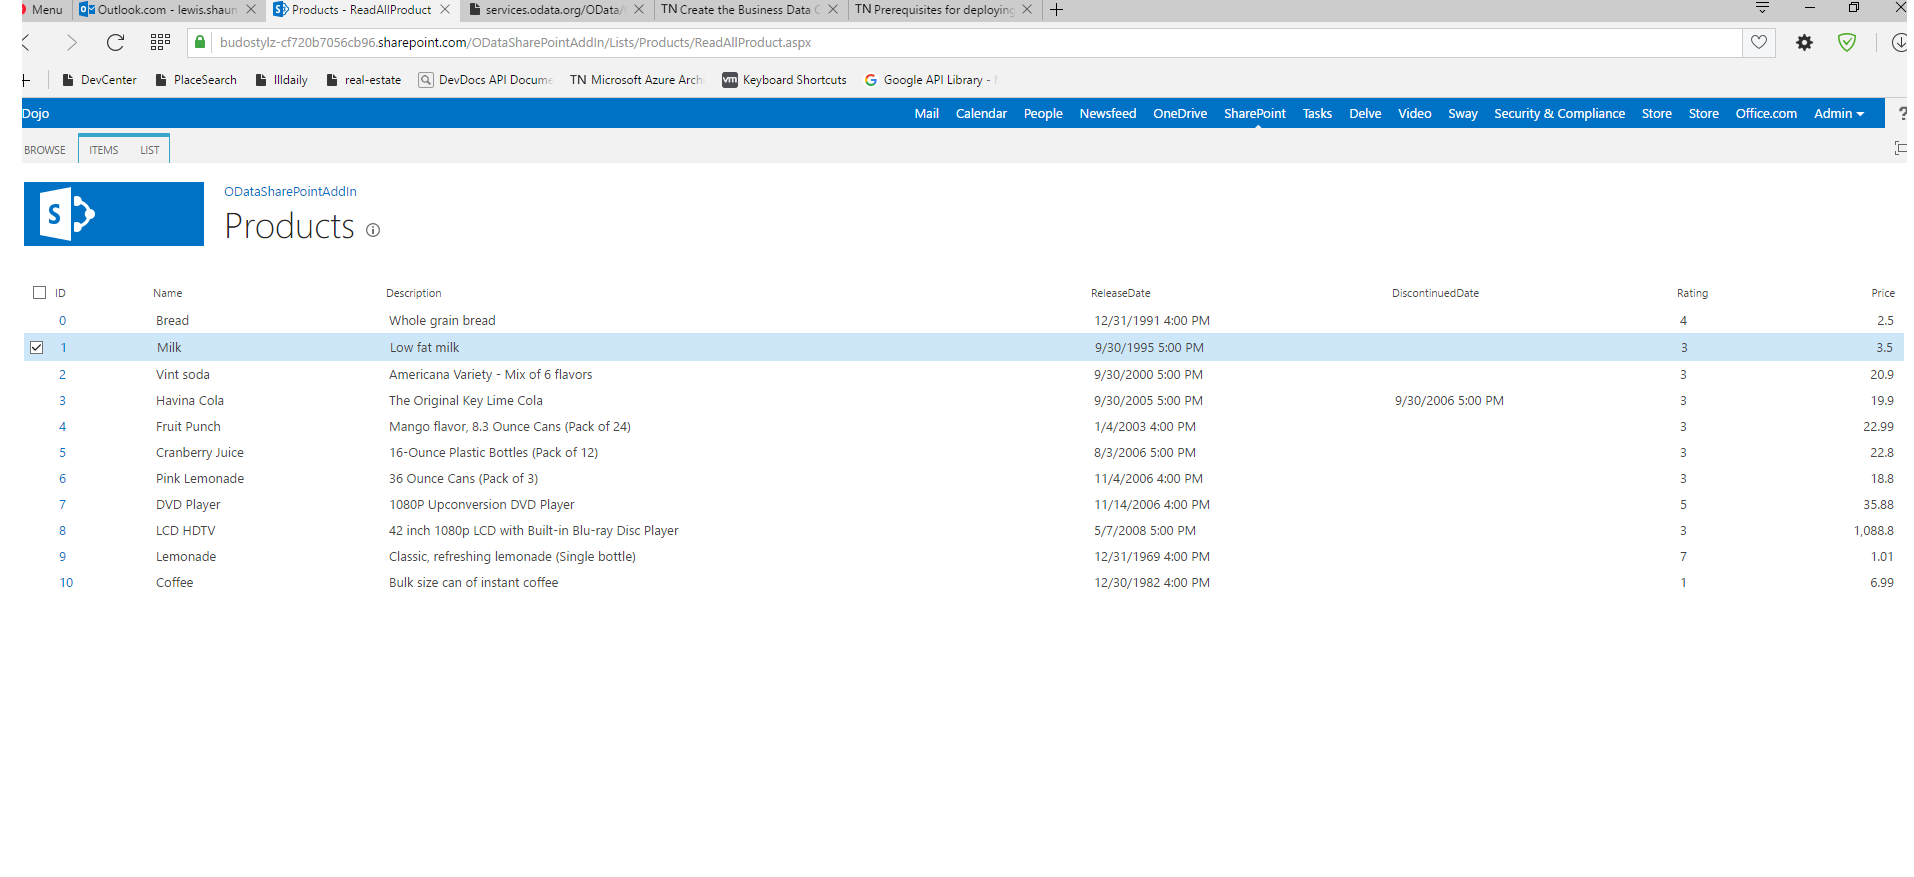 Menu Outlook.com - lewis.shaun Products - ReadAllProduct services.odata.org/OData/ TN Create the Business Data TN Prerequisites for deploying
budostylz-cf720b7056cb96.sharepoint.com/ODataSharePointAddIn/Lists/Products/ReadAllProduct.aspx
DevCenter PlaceSearch Illdaily real-estate DevDocs API Docume TN Microsoft Azure Arch vm Keyboard Shortcuts G Google API Library -
Dojo Mail Calendar People Newsfeed OneDrive SharePoint Tasks Delve Video Sway Security & Compliance Store Store Office.com Admin ?
BROWSE ITEMS LIST
S
ODataSharePointAddIn
Products
ID Name Description ReleaseDate DiscontinuedDate Rating Price
0 Bread Whole grain bread 12/31/1991 4:00 PM 4 2.5
1 Milk Low fat milk 9/30/1995 5:00 PM 3 3.5
2 Vint soda Americana Variety - Mix of 6 flavors 9/30/2000 5:00 PM 3 20.9
3 Havina Cola The Original Key Lime Cola 9/30/2005 5:00 PM 9/30/2006 5:00 PM 3 19.9
4 Fruit Punch Mango flavor, 8.3 Ounce Cans (Pack of 24) 1/4/2003 4:00 PM 3 22.99
5 Cranberry Juice 16-Ounce Plastic Bottles (Pack of 12) 8/3/2006 5:00 PM 3 22.8
6 Pink Lemonade 36 Ounce Cans (Pack of 3) 11/4/2006 4:00 PM 3 18.8
7 DVD Player 1080P Upconversion DVD Player 11/14/2006 4:00 PM 5 35.88
8 LCD HDTV 42 inch 1080p LCD with Built-in Blu-ray Disc Player 5/7/2008 5:00 PM 3 1,088.8
9 Lemonade Classic, refreshing lemonade (Single bottle) 12/31/1969 4:00 PM 7 1.01
10 Coffee Bulk size can of instant coffee 12/30/1982 4:00 PM 1 6.99